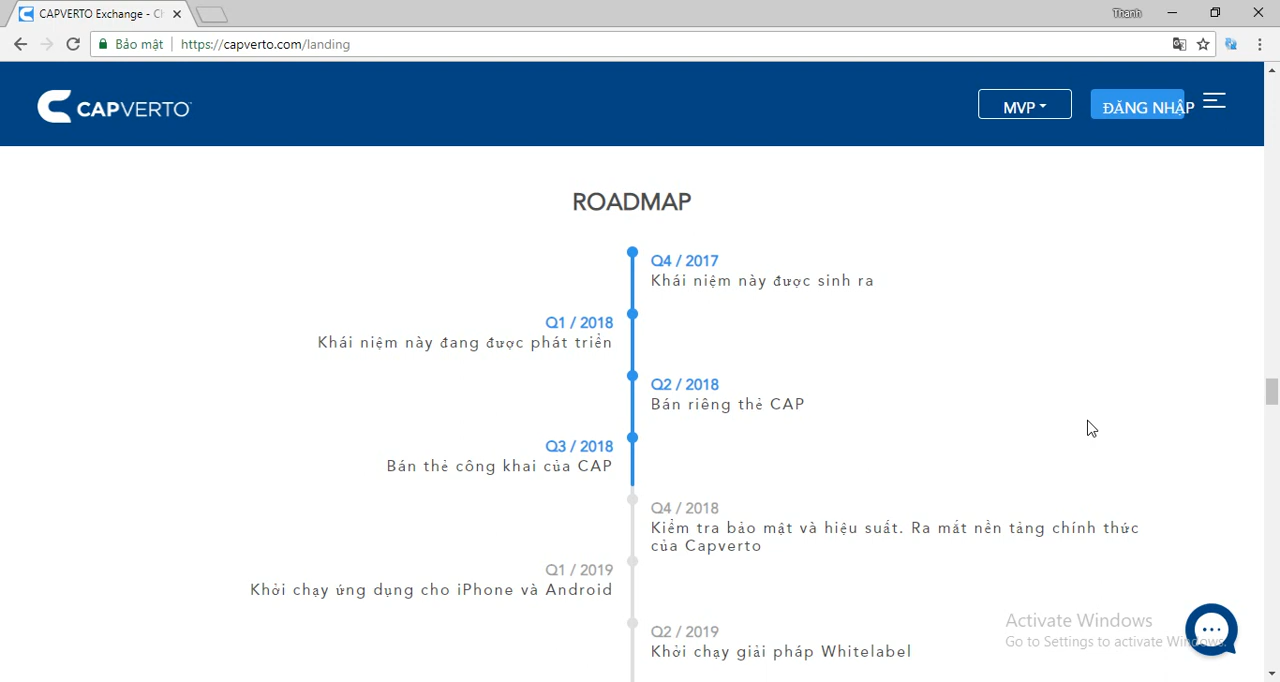 CAPVERTO Exchange - Ch
Thanh
Bảo mật
https://capverto.com/landing
CAPVERTO
MVP
ĐĂNG NHẬP
ROADMAP
Q4 / 2017
Khái niệm này được sinh ra
Q1 / 2018
Khái niệm này đang được phát triển
Q2 / 2018
Bán riêng thẻ CAP
Q3 / 2018
Bán thẻ công khai của CAP
Q4 / 2018
Kiểm tra bảo mật và hiệu suất. Ra mắt nền tảng chính thức
của Capverto
Q1 / 2019
Khởi chạy ứng dụng cho iPhone và Android
Q2 / 2019
Khởi chạy giải pháp Whitelabel
Activate Windows
Go to Settings to activate Windows.